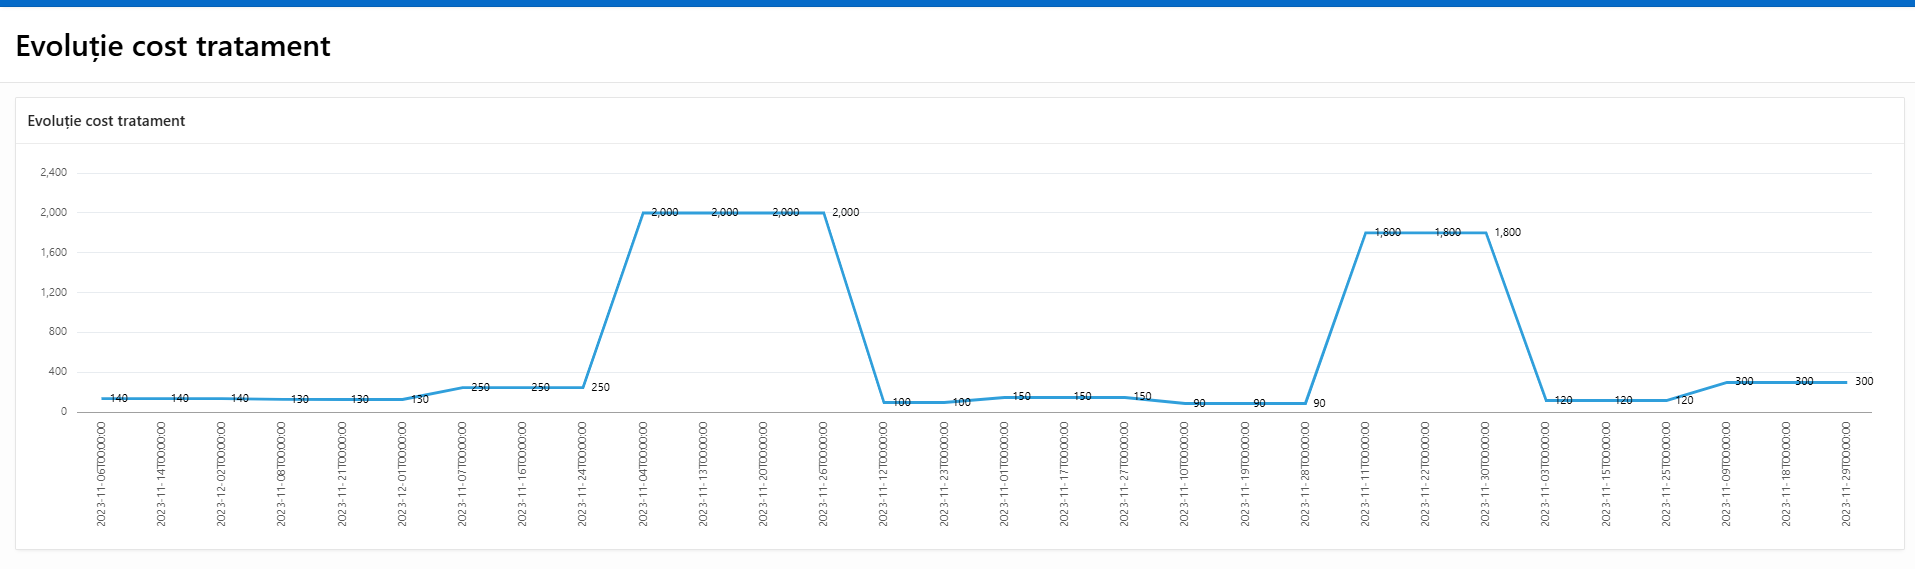 Evoluție cost tratament
Evoluție cost tratament
2,400
2,000
1,600
1,200
800
400
0
140 140 140 130 130 130 250 250 250 2,000 2,000 2,000 2,000 100 100 150 150 150 90 90 90 1,800 1,800 1,800 120 120 120 300 300 300
2023-11-06T00:00:00
2023-11-14T00:00:00
2023-12-02T00:00:00
2023-11-08T00:00:00
2023-11-21T00:00:00
2023-12-01T00:00:00
2023-11-07T00:00:00
2023-11-16T00:00:00
2023-11-24T00:00:00
2023-11-04T00:00:00
2023-11-13T00:00:00
2023-11-20T00:00:00
2023-11-26T00:00:00
2023-11-12T00:00:00
2023-11-23T00:00:00
2023-11-01T00:00:00
2023-11-17T00:00:00
2023-11-27T00:00:00
2023-11-10T00:00:00
2023-11-19T00:00:00
2023-11-28T00:00:00
2023-11-11T00:00:00
2023-11-22T00:00:00
2023-11-30T00:00:00
2023-11-03T00:00:00
2023-11-15T00:00:00
2023-11-25T00:00:00
2023-11-09T00:00:00
2023-11-18T00:00:00
2023-11-29T00:00:00